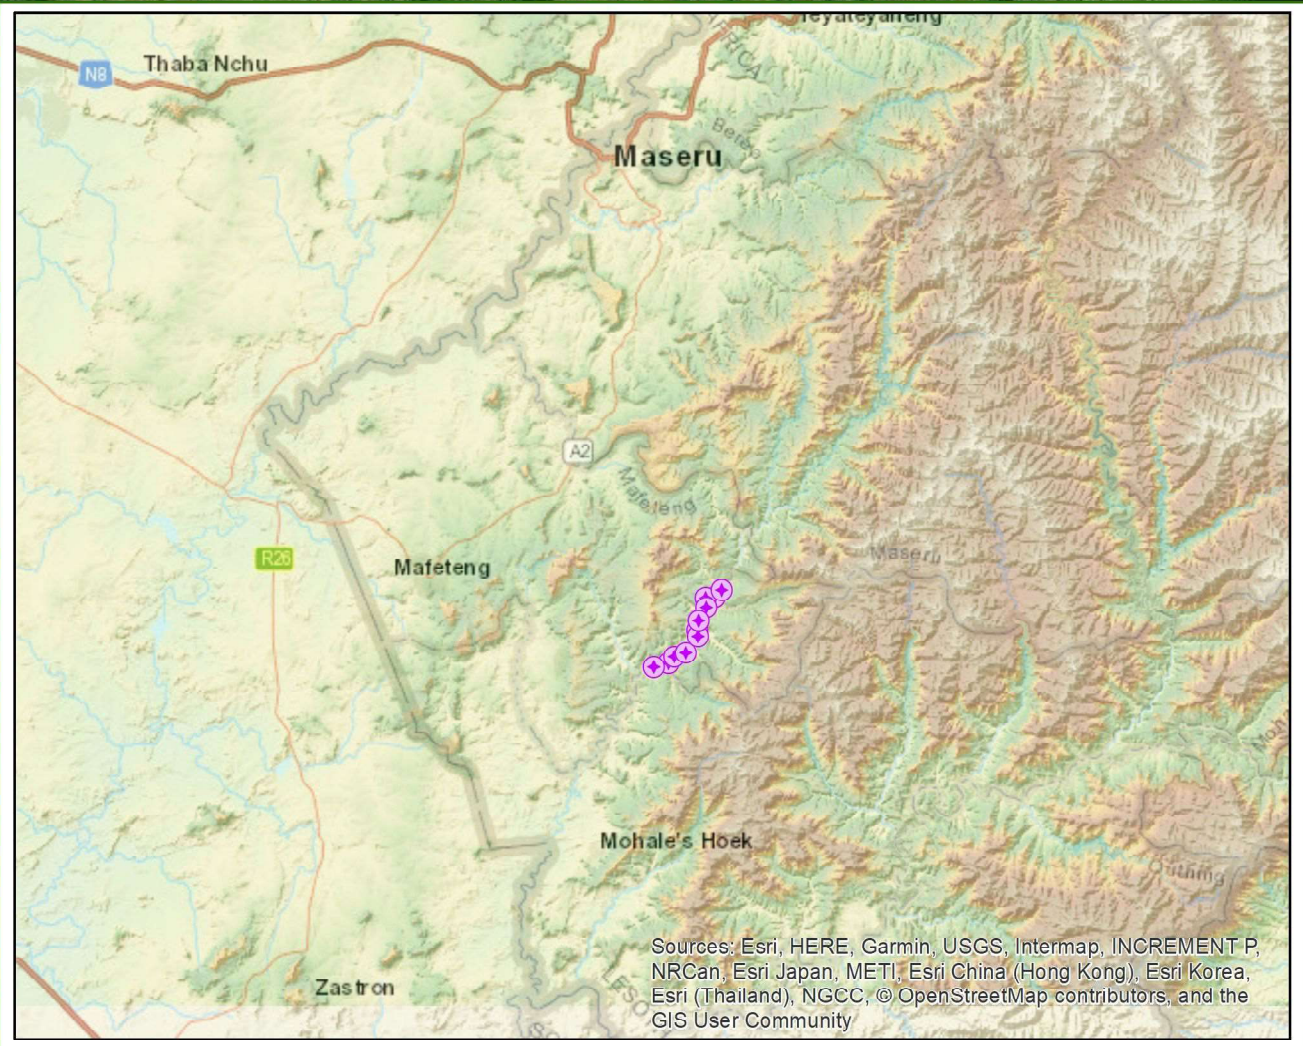 Teyateyaneng
Thaba Nchu
N8
Berea
Maseru
A2
Mafeteng
R26
Mafeteng
Maseru
Mohale's Hoek
Quthing
Zastron
Sources: Esri, HERE, Garmin, USGS, Intermap, INCREMENT P,
NRCan, Esri Japan, METI, Esri China (Hong Kong), Esri Korea,
Esri (Thailand), NGCC, © OpenStreetMap contributors, and the
GIS User Community